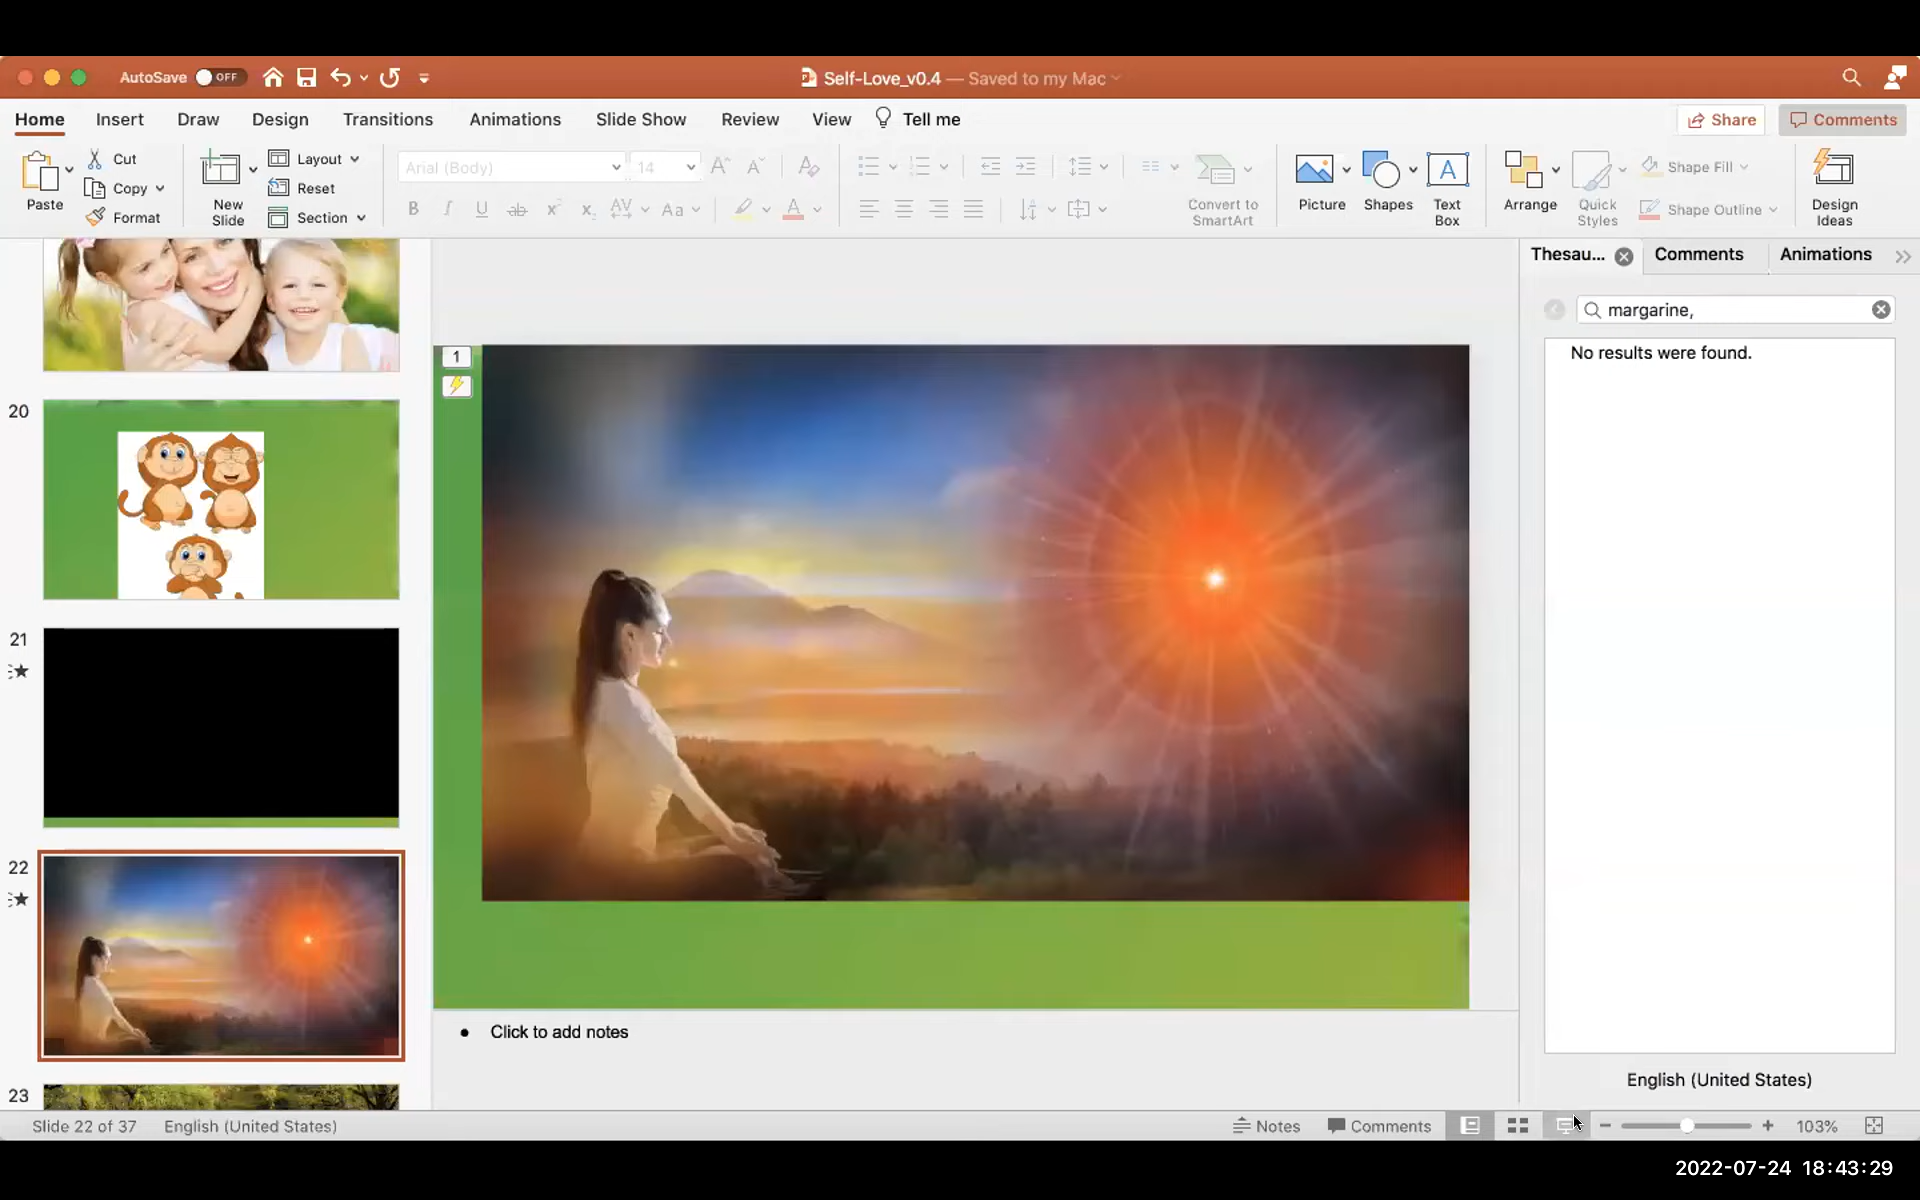 AutoSave OFF
Self-Love_v0.4 — Saved to my Mac
Home Insert Draw Design Transitions Animations Slide Show Review View Tell me
Share Comments
Paste
Cut
Copy
Format
New Slide
Layout
Reset
Section
Arial (Body) 14
Convert to SmartArt
Picture
Shapes
Text Box
Arrange
Quick Styles
Shape Fill
Shape Outline
Design Ideas
20
21
22
23
1
Thesau... Comments Animations
margarine,
No results were found.
English (United States)
• Click to add notes
Slide 22 of 37 English (United States) Notes Comments 103%
2022-07-24 18:43:29